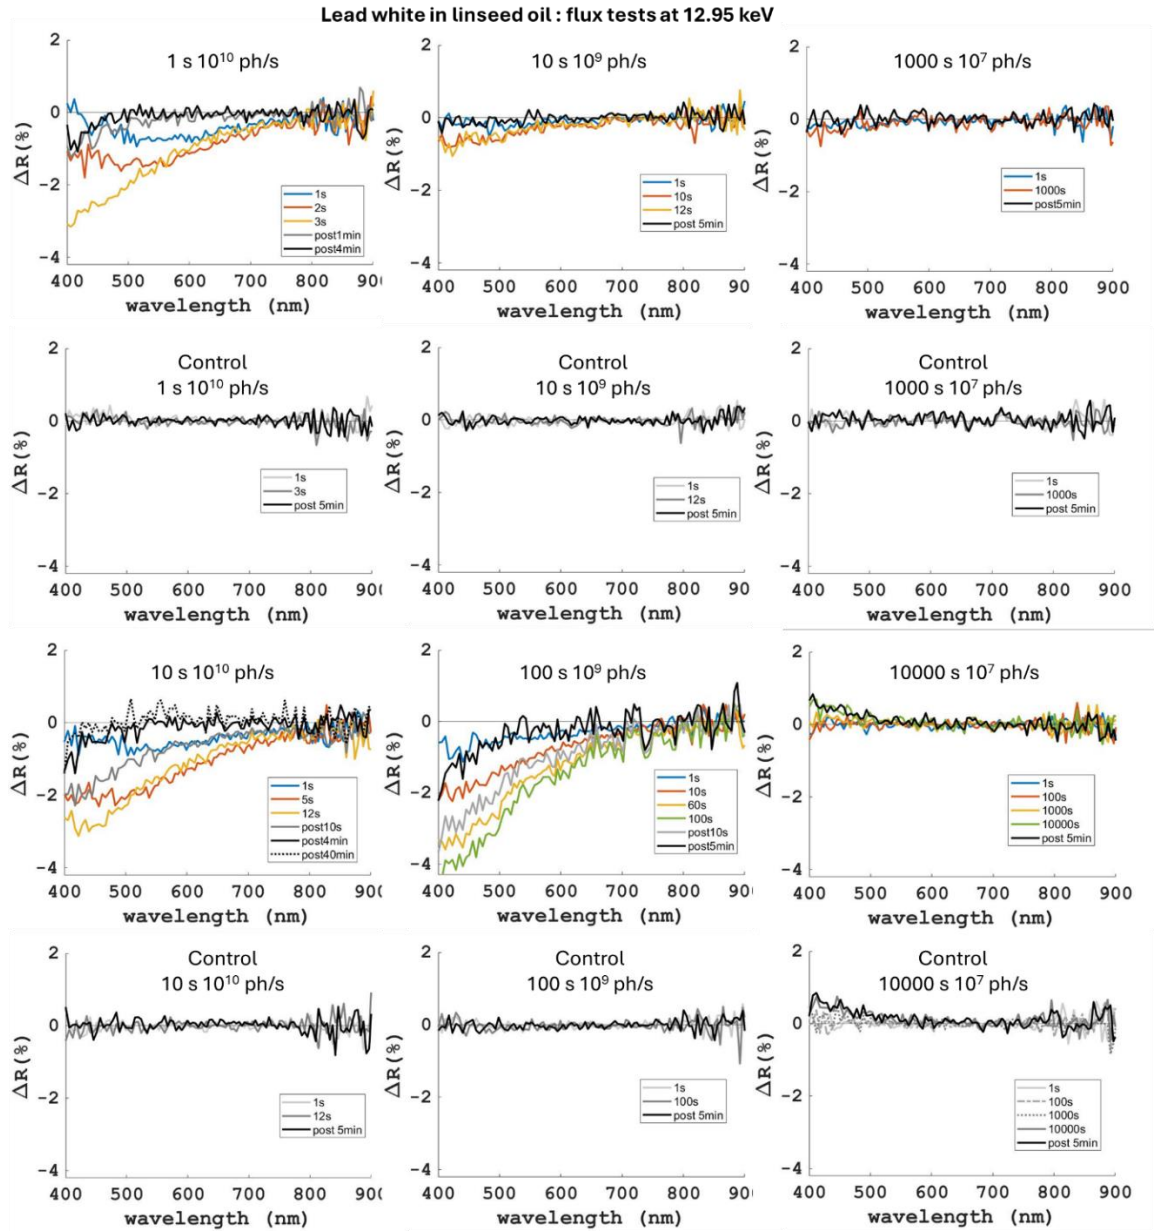 Lead white in linseed oil : flux tests at 12.95 keV
1 s 10¹⁰ ph/s
2
0
-2
-4
ΔR(%)
1s
2s
3s
post1min
post4min
400 500 600 700 800 900
wavelength (nm)
10 s 10⁹ ph/s
2
0
-2
-4
ΔR(%)
1s
10s
12s
post 5min
400 500 600 700 800 900
wavelength (nm)
1000 s 10⁷ ph/s
2
0
-2
-4
ΔR(%)
1s
1000s
post5min
400 500 600 700 800 900
wavelength (nm)
Control
1 s 10¹⁰ ph/s
2
0
-2
-4
ΔR(%)
1s
3s
post 5min
400 500 600 700 800 900
wavelength (nm)
Control
10 s 10⁹ ph/s
2
0
-2
-4
ΔR(%)
1s
12s
post 5min
400 500 600 700 800 900
wavelength (nm)
Control
1000 s 10⁷ ph/s
2
0
-2
-4
ΔR(%)
1s
1000s
post 5min
400 500 600 700 800 900
wavelength (nm)
10 s 10¹⁰ ph/s
2
0
-2
-4
ΔR(%)
1s
5s
12s
post10s
post4min
post40min
400 500 600 700 800 900
wavelength (nm)
100 s 10⁹ ph/s
2
0
-2
-4
ΔR(%)
1s
10s
60s
100s
post10s
post5min
400 500 600 700 800 900
wavelength (nm)
10000 s 10⁷ ph/s
2
0
-2
-4
ΔR(%)
1s
100s
1000s
10000s
post 5min
400 500 600 700 800 900
wavelength (nm)
Control
10 s 10¹⁰ ph/s
2
0
-2
-4
ΔR(%)
1s
12s
post 5min
400 500 600 700 800 900
wavelength (nm)
Control
100 s 10⁹ ph/s
2
0
-2
-4
ΔR(%)
1s
100s
post 5min
400 500 600 700 800 900
wavelength (nm)
Control
10000 s 10⁷ ph/s
2
0
-2
-4
ΔR(%)
1s
100s
1000s
10000s
post 5min
400 500 600 700 800 900
wavelength (nm)